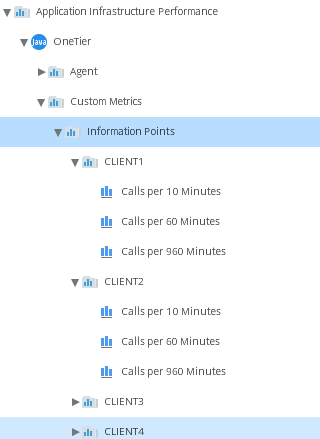 Application Infrastructure Performance
Java OneTier
Agent
Custom Metrics
Information Points
CLIENT1
Calls per 10 Minutes
Calls per 60 Minutes
Calls per 960 Minutes
CLIENT2
Calls per 10 Minutes
Calls per 60 Minutes
Calls per 960 Minutes
CLIENT3
CLIENT4